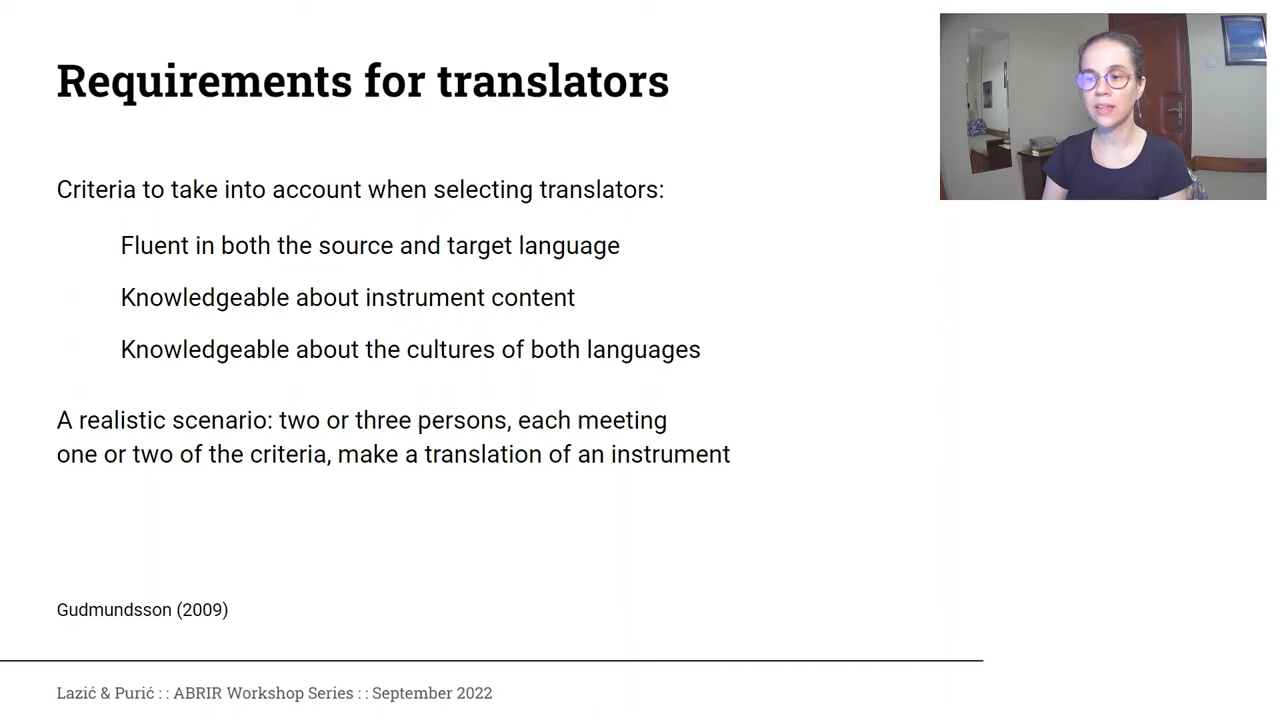 Requirements for translators
Criteria to take into account when selecting translators:
Fluent in both the source and target language
Knowledgeable about instrument content
Knowledgeable about the cultures of both languages
A realistic scenario: two or three persons, each meeting
one or two of the criteria, make a translation of an instrument
Gudmundsson (2009)
Lazić & Purić : : ABRIR Workshop Series : : September 2022